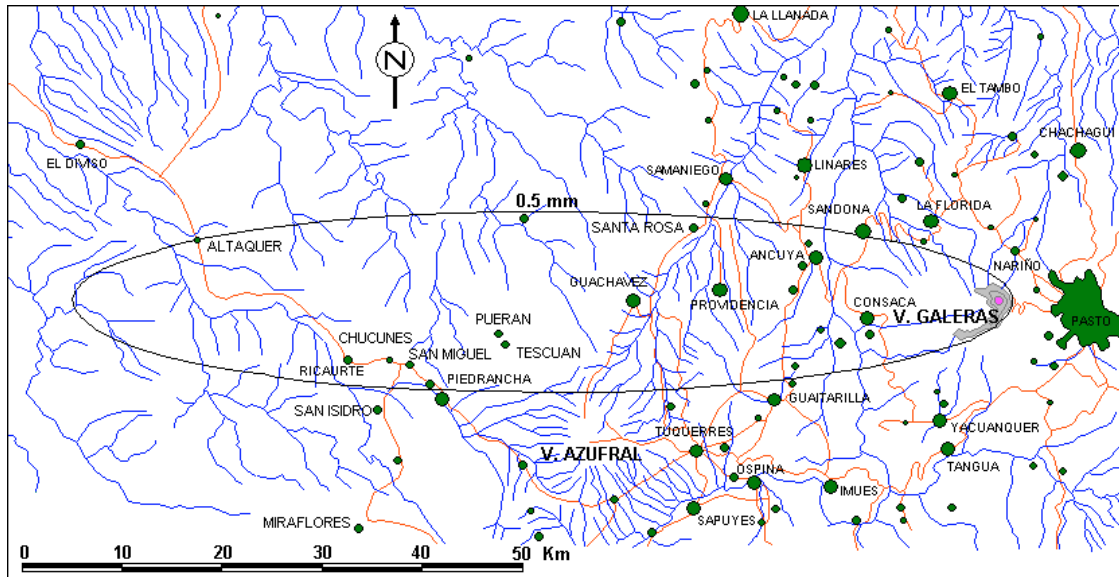 LA LLANADA
N
EL TAMBO
CHACHAGUI
EL DIVISO
SAMANIEGO
LINARES
0.5 mm
LA FLORIDA
SANDONA
SANTA ROSA
ALTAQUER
ANCUYA
NARIÑO
GUACHAVEZ
PROVIDENCIA
CONSACA
V. GALERAS
PASTO
PUERAN
CHUCUNES
TESCUAN
SAN MIGUEL
RICAURTE
PIEDRANCHA
GUAITARILLA
SAN ISIDRO
YACUANQUER
TUQUERRES
V. AZUFRAL
OSPINA
TANGUA
IMUES
SAPUYES
MIRAFLORES
0 10 20 30 40 50 Km